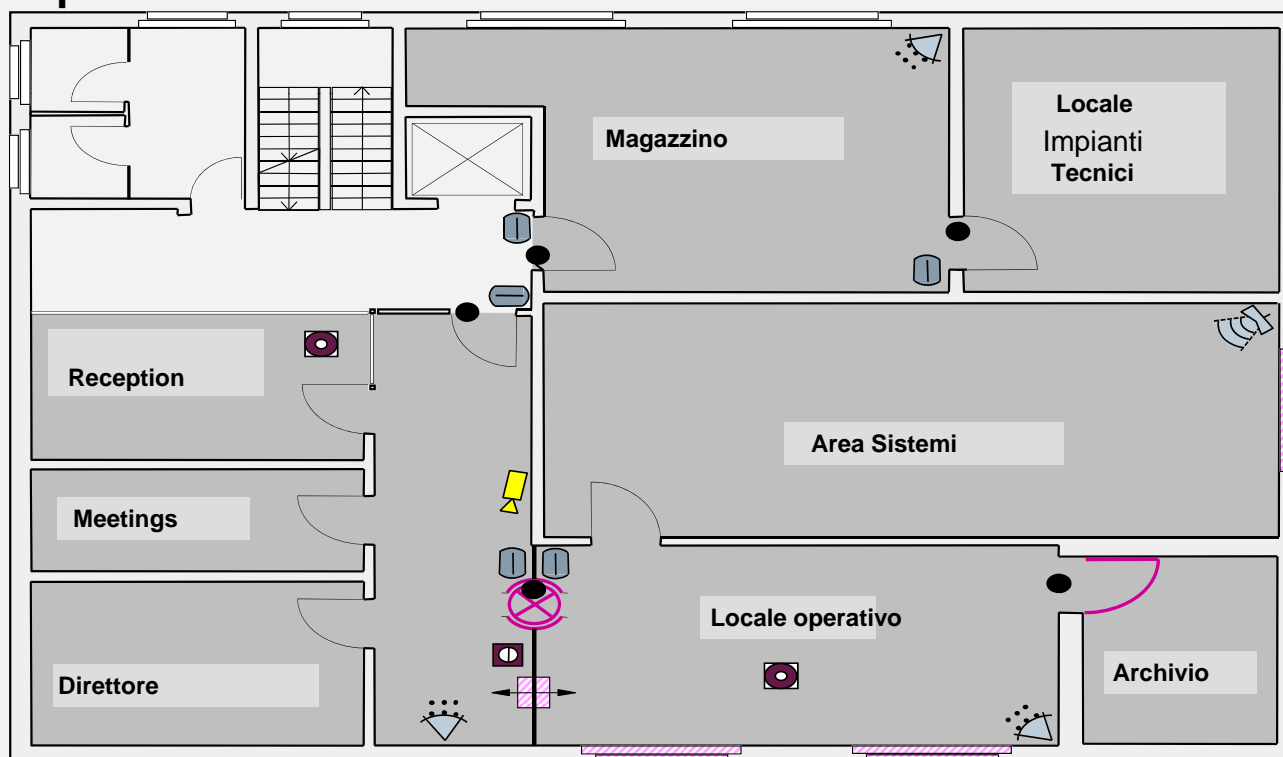 Magazzino
Locale
Impianti
Tecnici
Reception
Area Sistemi
Meetings
Locale operativo
Direttore
Archivio